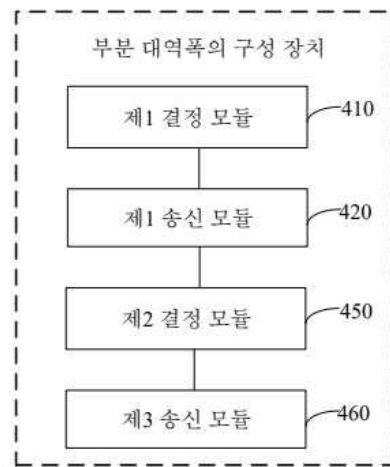 부분 대역폭의 구성 장치
제1 결정 모듈
410
제1 송신 모듈
420
제2 결정 모듈
450
제3 송신 모듈
460